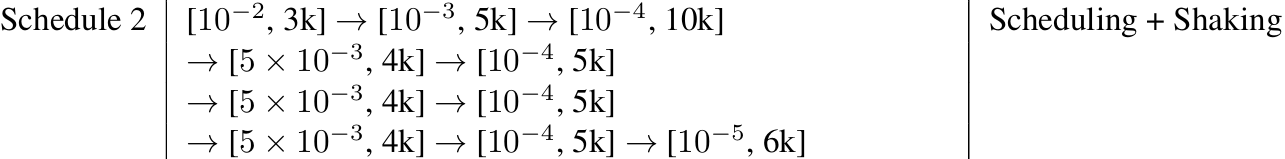 Schedule 2 [10⁻², 3k] → [10⁻³, 5k] → [10⁻⁴, 10k] Scheduling + Shaking
→ [5 × 10⁻³, 4k] → [10⁻⁴, 5k]
→ [5 × 10⁻³, 4k] → [10⁻⁴, 5k]
→ [5 × 10⁻³, 4k] → [10⁻⁴, 5k] → [10⁻⁵, 6k]